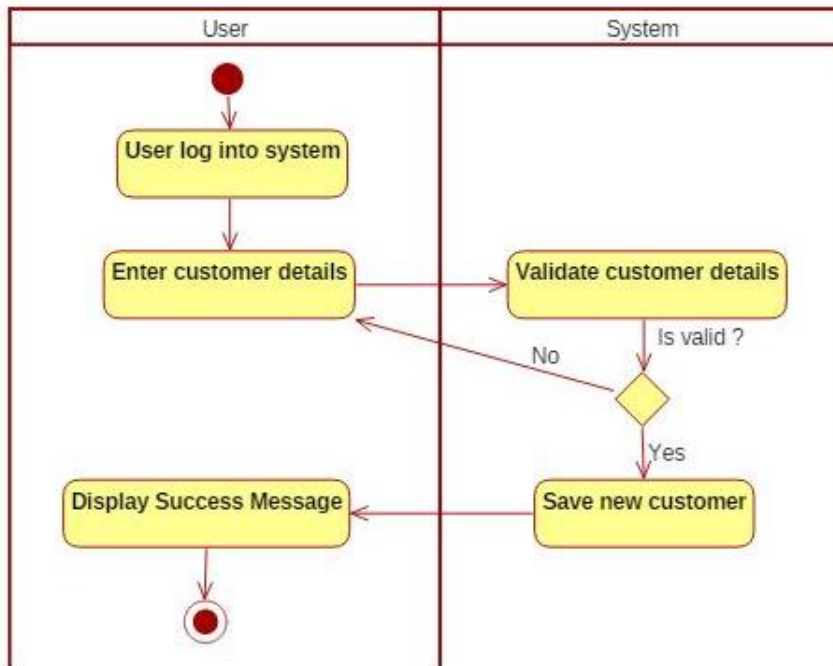 User
System
User log into system
Enter customer details
Validate customer details
Is valid ?
No
Yes
Display Success Message
Save new customer